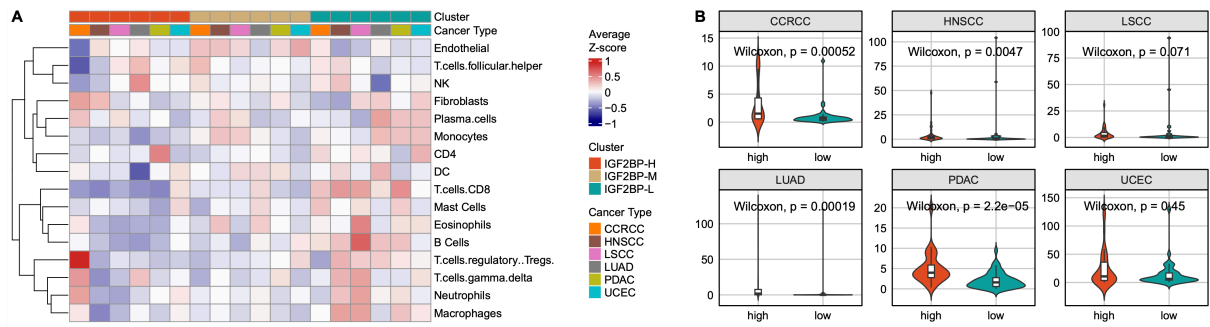 A
Cluster
Cancer Type
Endothelial
T.cells.follicular.helper
NK
Fibroblasts
Plasma.cells
Monocytes
CD4
DC
T.cells.CD8
Mast Cells
Eosinophils
B Cells
T.cells.regulatory..Tregs.
T.cells.gamma.delta
Neutrophils
Macrophages
Average
Z-score
1
0.5
0
−0.5
−1
Cluster
IGF2BP-H
IGF2BP-M
IGF2BP-L
Cancer Type
CCRCC
HNSCC
LSCC
LUAD
PDAC
UCEC
B
CCRCC
Wilcoxon, p = 0.00052
15
10
5
0
high low
HNSCC
Wilcoxon, p = 0.0047
100
75
50
25
0
high low
LSCC
Wilcoxon, p = 0.071
100
75
50
25
0
high low
LUAD
Wilcoxon, p = 0.00019
100
50
0
high low
PDAC
Wilcoxon, p = 2.2e−05
20
15
10
5
0
high low
UCEC
Wilcoxon, p = 0.45
150
100
50
0
high low